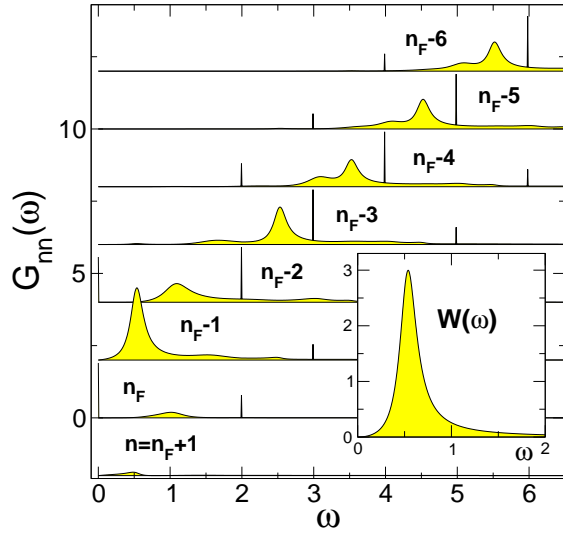 n_F-6
n_F-5
10
n_F-4
n_F-3
G_nn(ω)
n_F-2
5
3
W(ω)
2
n_F-1
1
n_F
0
0 1 ω 2
n=n_F+1
0 1 2 3 4 5 6
ω